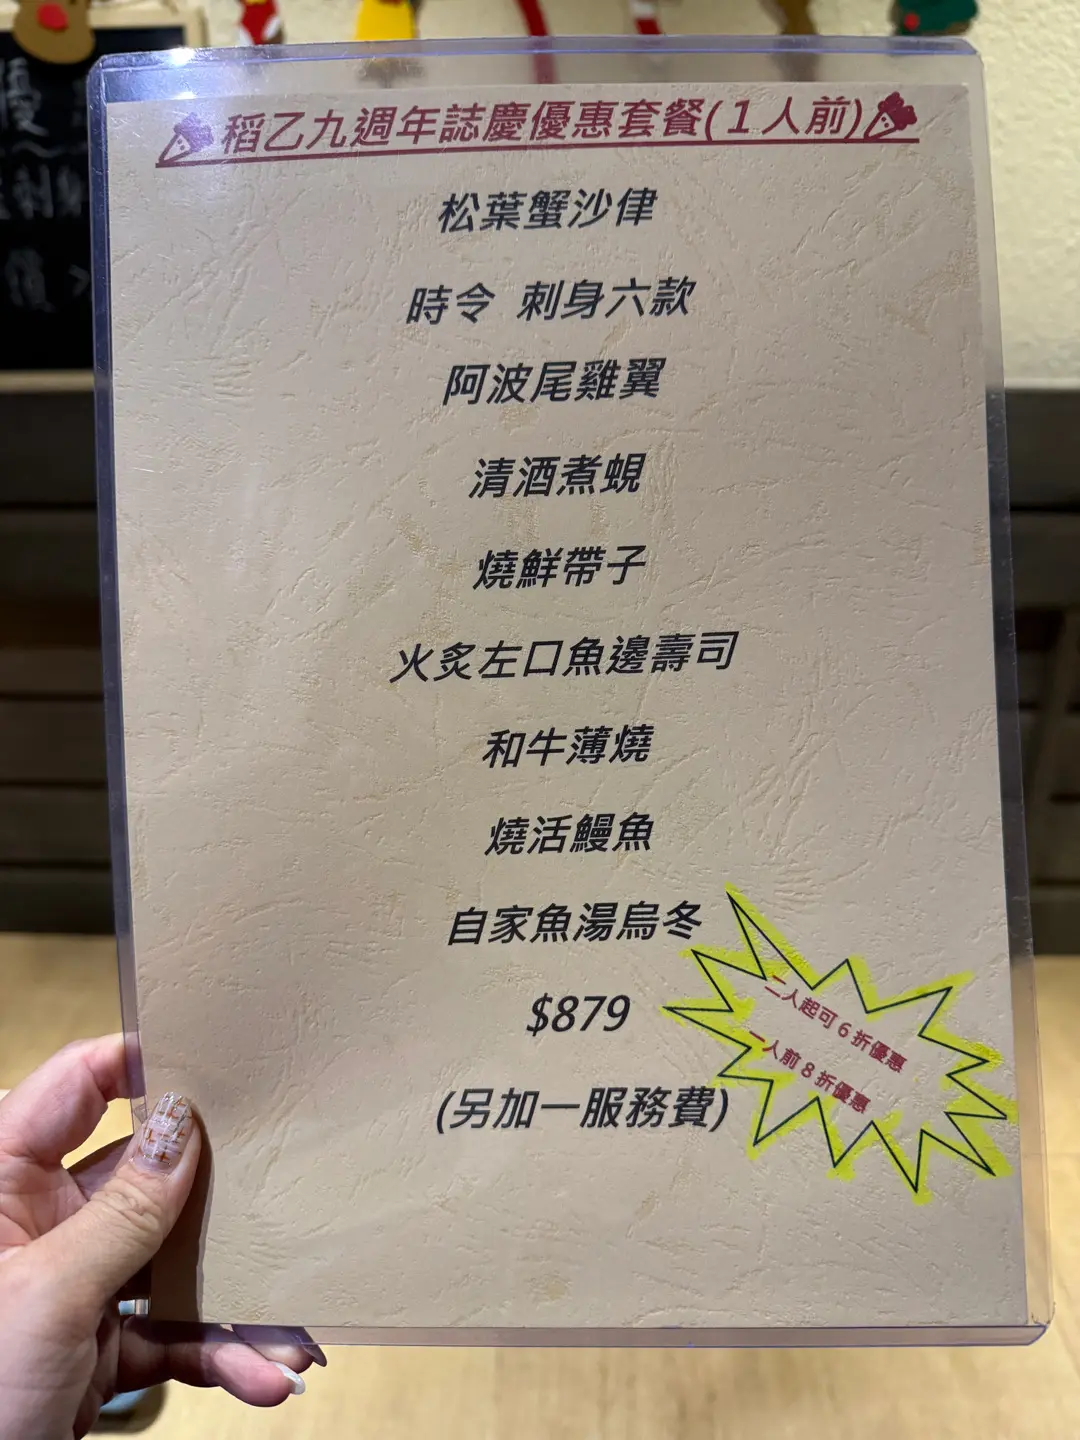 稻乙九週年誌慶優惠套餐(1人前)
松葉蟹沙侓
時令 刺身六款
阿波尾雞翼
清酒煮蜆
燒鮮帶子
火炙左口魚邊壽司
和牛薄燒
燒活鰻魚
自家魚湯烏冬
$879
(另加一服務費)
二人起可6折優惠
一人前8折優惠
優
刺